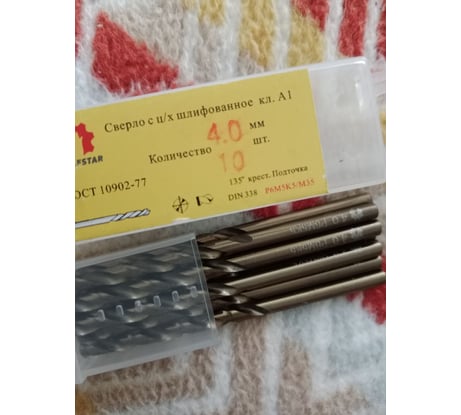 Сверло с ц/х шлифованное кл. А1
4.0 мм
Количество 10 шт.
FSTAR
ОСТ 10902-77
135° крест. Подточка
DIN 338 Р6М5К5/М35